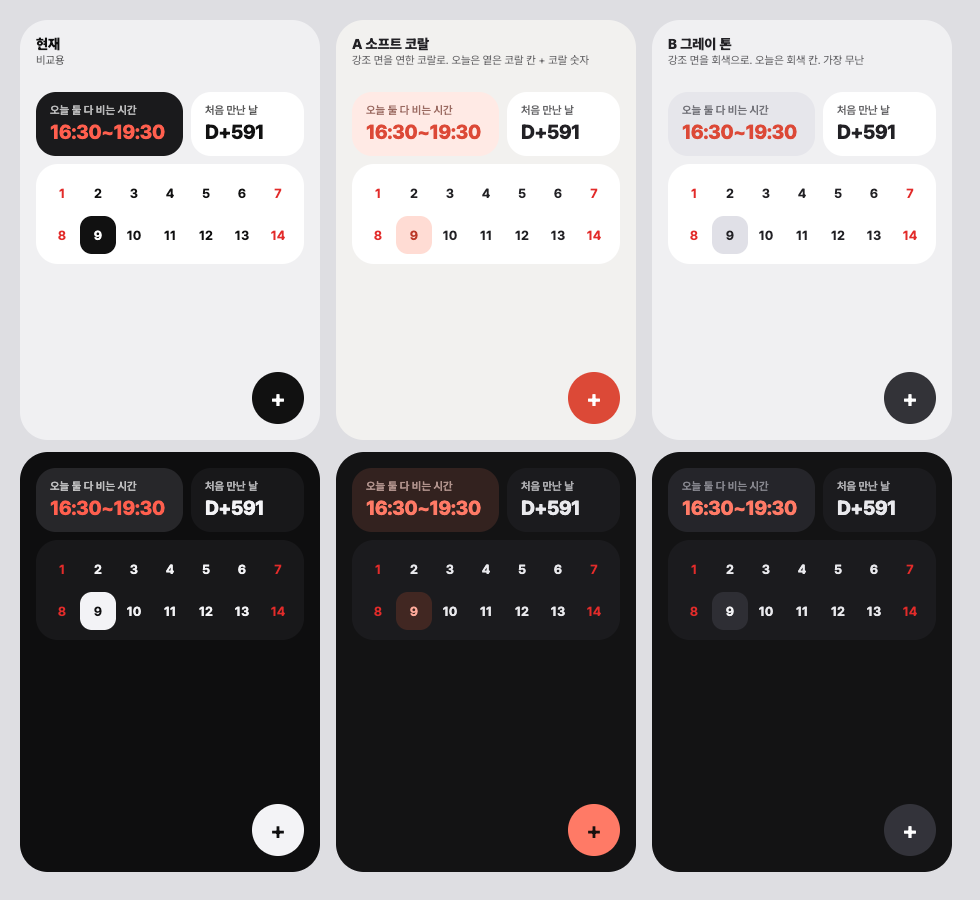 현재
비교용
오늘 둘 다 비는 시간
16:30~19:30
처음 만난 날
D+591
1 2 3 4 5 6 7
8 9 10 11 12 13 14
+
A 소프트 코랄
강조 면을 연한 코랄로. 오늘은 옅은 코랄 칸 + 코랄 숫자
오늘 둘 다 비는 시간
16:30~19:30
처음 만난 날
D+591
1 2 3 4 5 6 7
8 9 10 11 12 13 14
+
B 그레이 톤
강조 면을 회색으로. 오늘은 회색 칸. 가장 무난
오늘 둘 다 비는 시간
16:30~19:30
처음 만난 날
D+591
1 2 3 4 5 6 7
8 9 10 11 12 13 14
+
오늘 둘 다 비는 시간
16:30~19:30
처음 만난 날
D+591
1 2 3 4 5 6 7
8 9 10 11 12 13 14
+
오늘 둘 다 비는 시간
16:30~19:30
처음 만난 날
D+591
1 2 3 4 5 6 7
8 9 10 11 12 13 14
+
오늘 둘 다 비는 시간
16:30~19:30
처음 만난 날
D+591
1 2 3 4 5 6 7
8 9 10 11 12 13 14
+